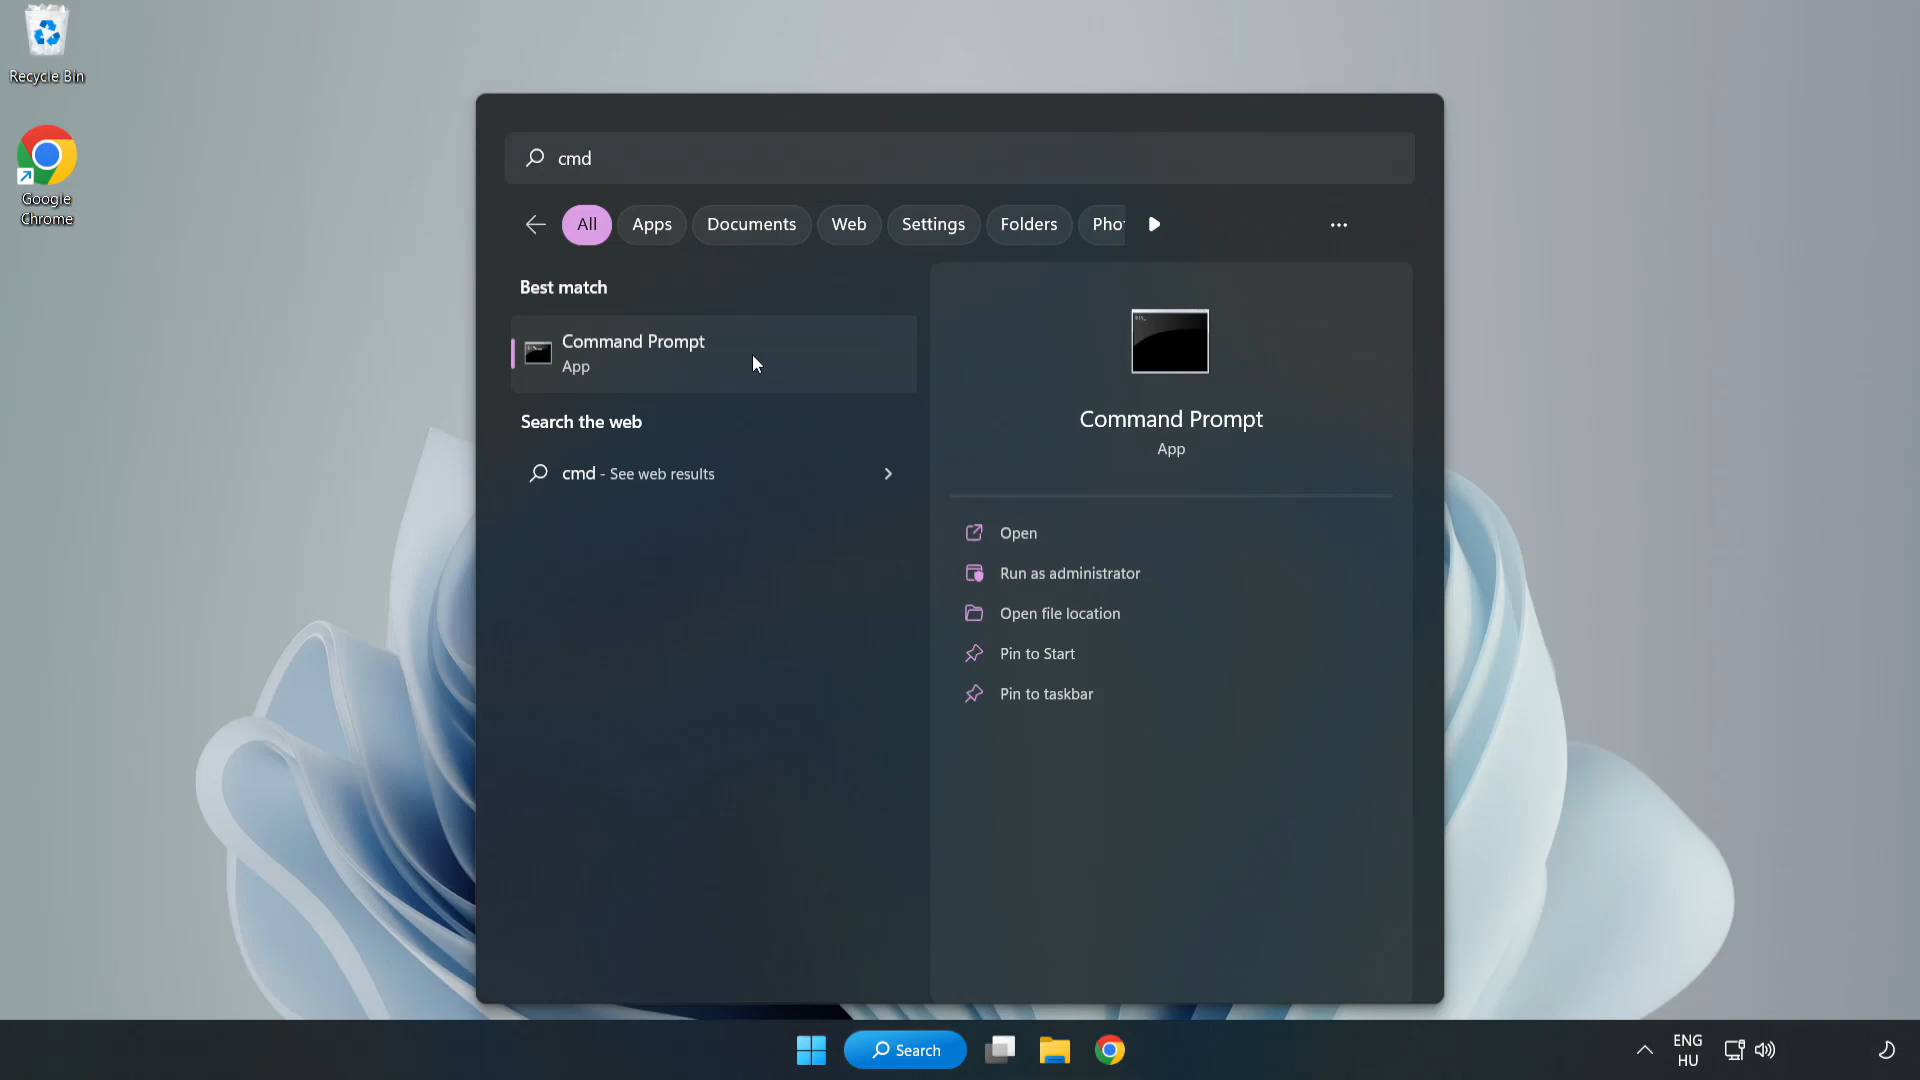 Recycle Bin
Google
Chrome
cmd
All
Apps
Documents
Web
Settings
Folders
Pho
Best match
Command Prompt
App
Search the web
cmd - See web results
Command Prompt
App
Open
Run as administrator
Open file location
Pin to Start
Pin to taskbar
Search
ENG
HU